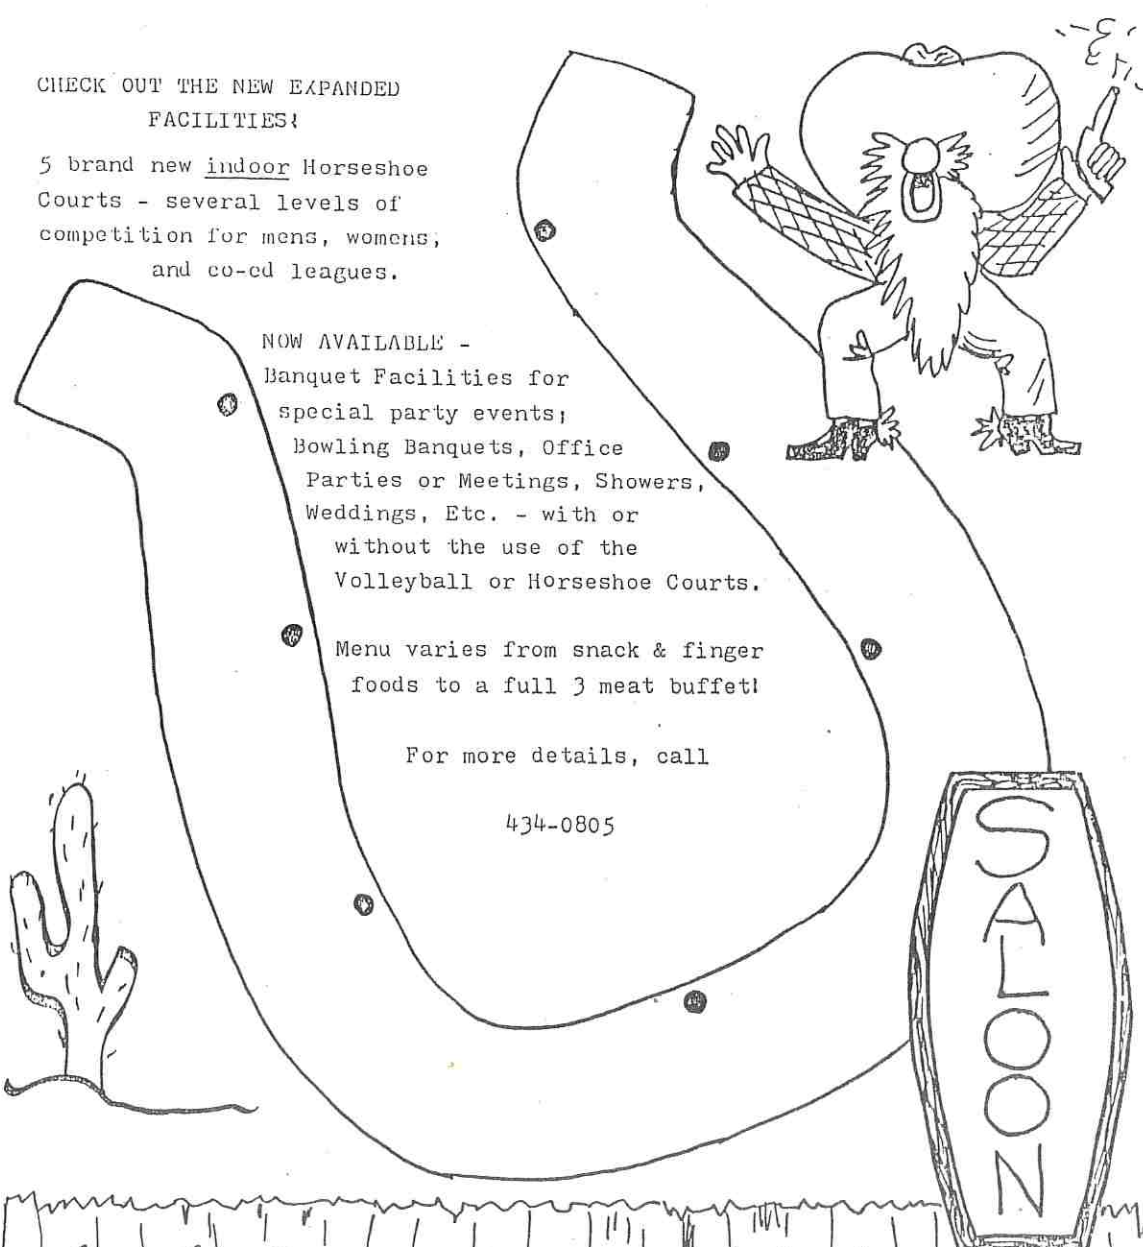 CHECK OUT THE NEW EXPANDED
FACILITIES!
5 brand new indoor Horseshoe
Courts - several levels of
competition for mens, womens,
and co-ed leagues.
NOW AVAILABLE -
Banquet Facilities for
special party events;
Bowling Banquets, Office
Parties or Meetings, Showers,
Weddings, Etc. - with or
without the use of the
Volleyball or Horseshoe Courts.
Menu varies from snack & finger
foods to a full 3 meat buffet!
For more details, call
434-0805
SALOON